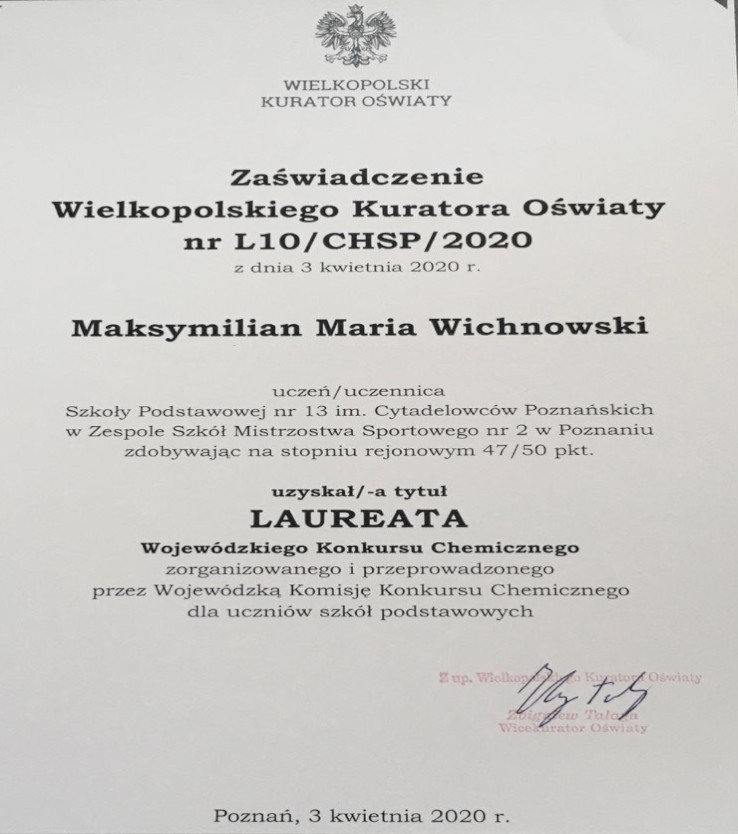 WIELKOPOLSKI
KURATOR OŚWIATY
Zaświadczenie
Wielkopolskiego Kuratora Oświaty
nr L10/CHSP/2020
z dnia 3 kwietnia 2020 r.
Maksymilian Maria Wichnowski
uczeń/uczennica
Szkoły Podstawowej nr 13 im. Cytadelowców Poznańskich
w Zespole Szkół Mistrzostwa Sportowego nr 2 w Poznaniu
zdobywając na stopniu rejonowym 47/50 pkt.
uzyskał/-a tytuł
LAUREATA
Wojewódzkiego Konkursu Chemicznego
zorganizowanego i przeprowadzonego
przez Wojewódzką Komisję Konkursu Chemicznego
dla uczniów szkół podstawowych
Z up. Wielkopolskiego Kuratora Oświaty
Zbigniew Talaga
Wicekurator Oświaty
Poznań, 3 kwietnia 2020 r.